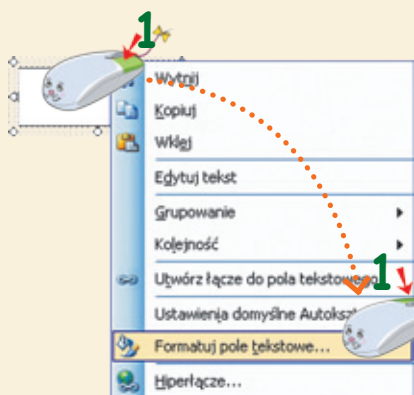 1
Wytnij
Kopiuj
Wklej
Edytuj tekst
Grupowanie
Kolejność
Utwórz łącze do pola tekstowego
1
Ustawienia domyślne
Formatuj pole tekstowe...
Hiperłącze...